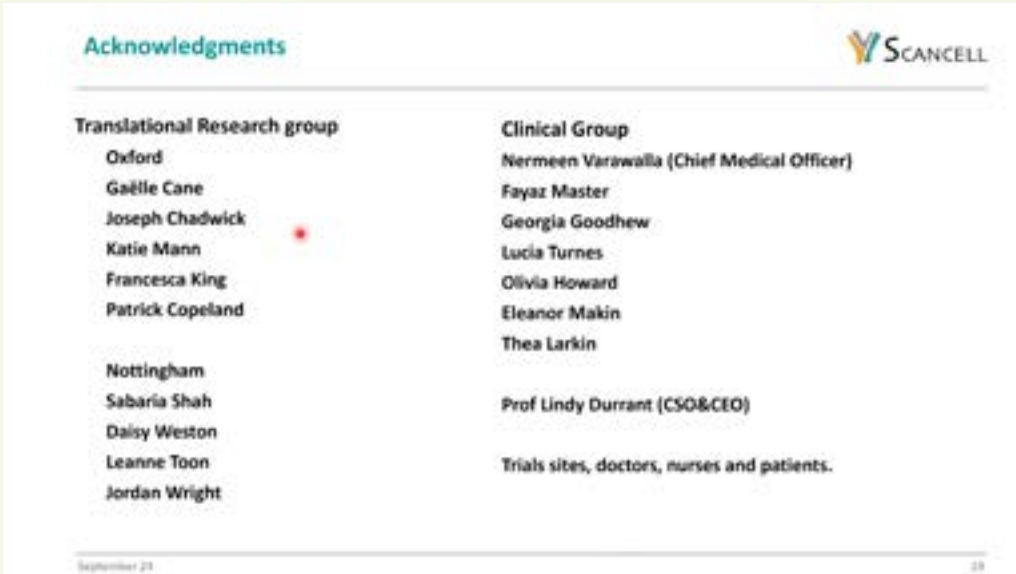 Acknowledgments
SCANCELL
Translational Research group
Oxford
Gaëlle Cane
Joseph Chadwick
Katie Mann
Francesca King
Patrick Copeland
Nottingham
Sabaria Shah
Daisy Weston
Leanne Toon
Jordan Wright
Clinical Group
Nermeen Varawalla (Chief Medical Officer)
Fayaz Master
Georgia Goodhew
Lucia Turnes
Olivia Howard
Eleanor Makin
Thea Larkin
Prof Lindy Durrant (CSO&CEO)
Trials sites, doctors, nurses and patients.
September